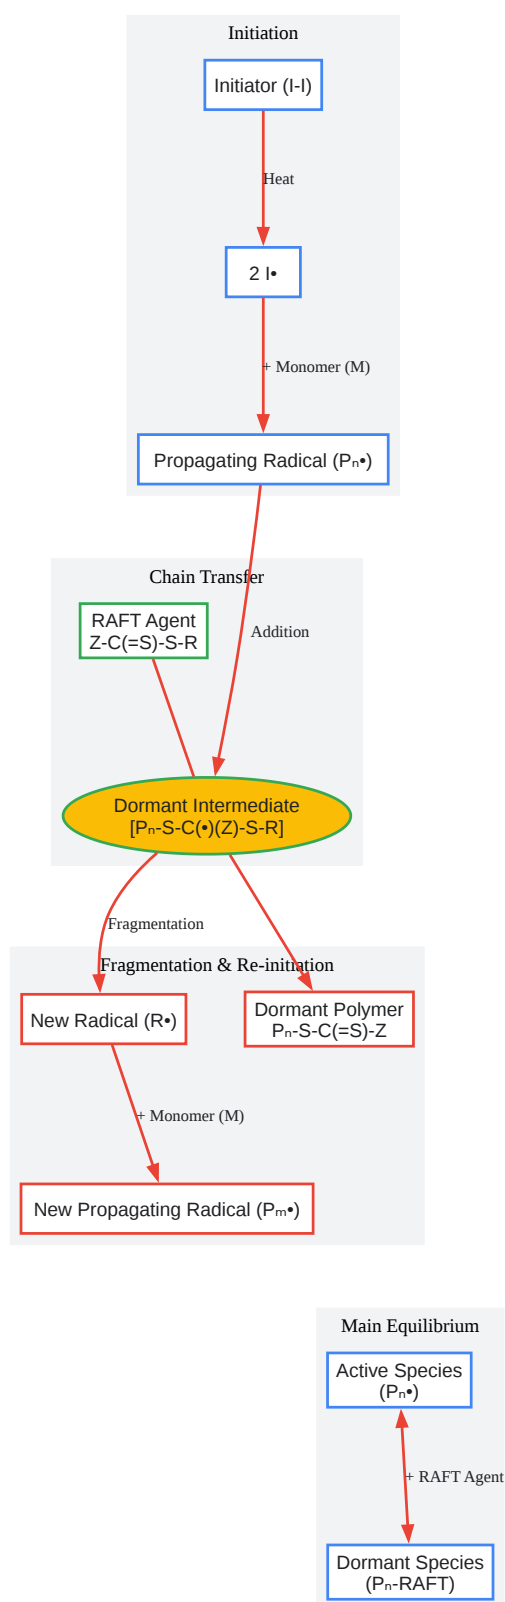 Initiation
Initiator (I-I)
Heat
2 I•
+ Monomer (M)
Propagating Radical (Pₙ•)
Chain Transfer
RAFT Agent
Z-C(=S)-S-R
Addition
Dormant Intermediate
[Pₙ-S-C(•)(Z)-S-R]
Fragmentation
Fragmentation & Re-initiation
New Radical (R•)
Dormant Polymer
Pₙ-S-C(=S)-Z
+ Monomer (M)
New Propagating Radical (Pₘ•)
Main Equilibrium
Active Species
(Pₙ•)
+ RAFT Agent
Dormant Species
(Pₙ-RAFT)